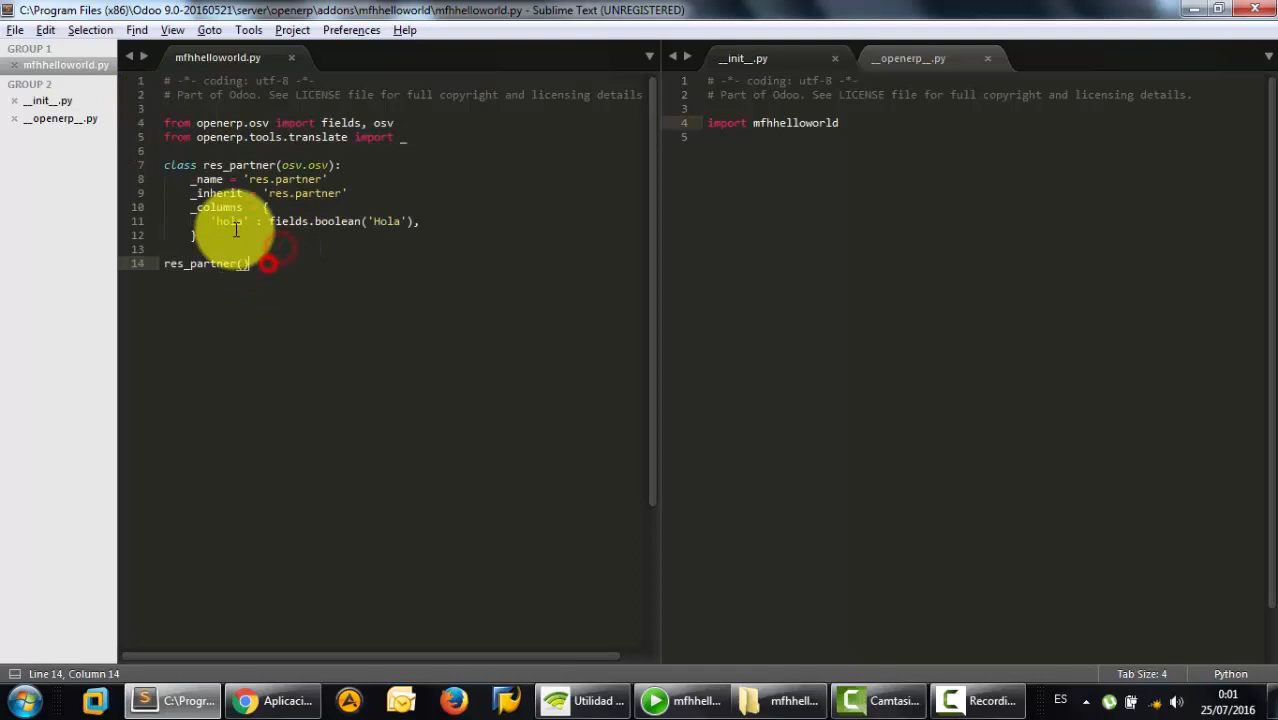 C:\Program Files (x86)\Odoo 9.0-20160521\server\openerp\addons\mfhhelloworld\mfhhelloworld.py - Sublime Text (UNREGISTERED)
File Edit Selection Find View Goto Tools Project Preferences Help
GROUP 1
mfhhelloworld.py
GROUP 2
__init__.py
__openerp__.py
mfhhelloworld.py
1 # -*- coding: utf-8 -*-
2 # Part of Odoo. See LICENSE file for full copyright and licensing details
3
4 from openerp.osv import fields, osv
5 from openerp.tools.translate import _
6
7 class res_partner(osv.osv):
8 _name = 'res.partner'
9 _inherit = 'res.partner'
10 _columns = {
11 'hola' : fields.boolean('Hola'),
12 }
13
14 res_partner()
__init__.py __openerp__.py
1 # -*- coding: utf-8 -*-
2 # Part of Odoo. See LICENSE file for full copyright and licensing details.
3
4 import mfhhelloworld
5
Line 14, Column 14 Tab Size: 4 Python
C:\Progr... Aplicaci... Utilidad ... mfhhell... mfhhell... Camtasi... Recordi... ES 0:01
25/07/2016